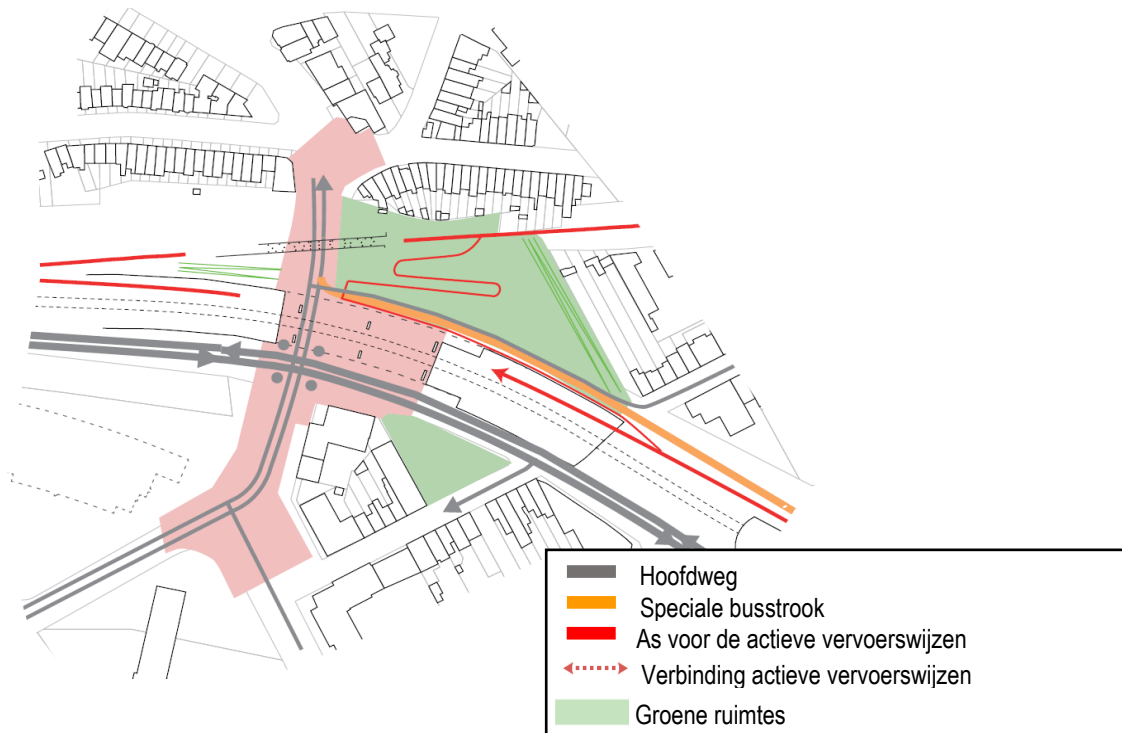 Hoofdweg
Speciale busstrook
As voor de actieve vervoerswijzen
Verbinding actieve vervoerswijzen
Groene ruimtes